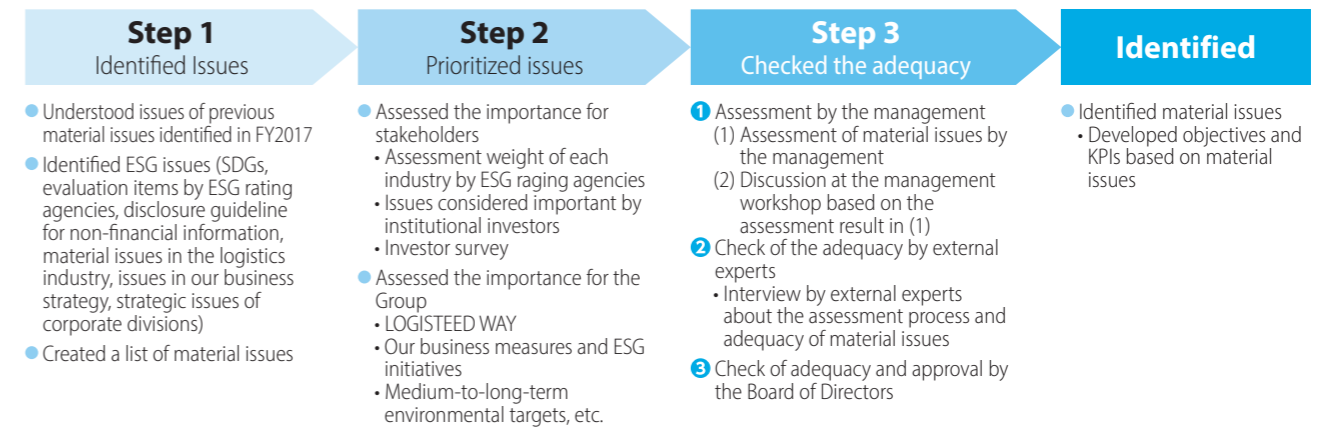 Step 1
Identified Issues
● Understood issues of previous
material issues identified in FY2017
● Identified ESG issues (SDGs,
evaluation items by ESG rating
agencies, disclosure guideline
for non-financial information,
material issues in the logistics
industry, issues in our business
strategy, strategic issues of
corporate divisions)
● Created a list of material issues
Step 2
Prioritized issues
● Assessed the importance for
stakeholders
• Assessment weight of each
industry by ESG raging agencies
• Issues considered important by
institutional investors
• Investor survey
● Assessed the importance for the
Group
• LOGISTEED WAY
• Our business measures and ESG
initiatives
• Medium-to-long-term
environmental targets, etc.
Step 3
Checked the adequacy
❶ Assessment by the management
(1) Assessment of material issues by
the management
(2) Discussion at the management
workshop based on the
assessment result in (1)
❷ Check of the adequacy by external
experts
• Interview by external experts
about the assessment process and
adequacy of material issues
❸ Check of adequacy and approval by
the Board of Directors
Identified
● Identified material issues
• Developed objectives and
KPIs based on material
issues